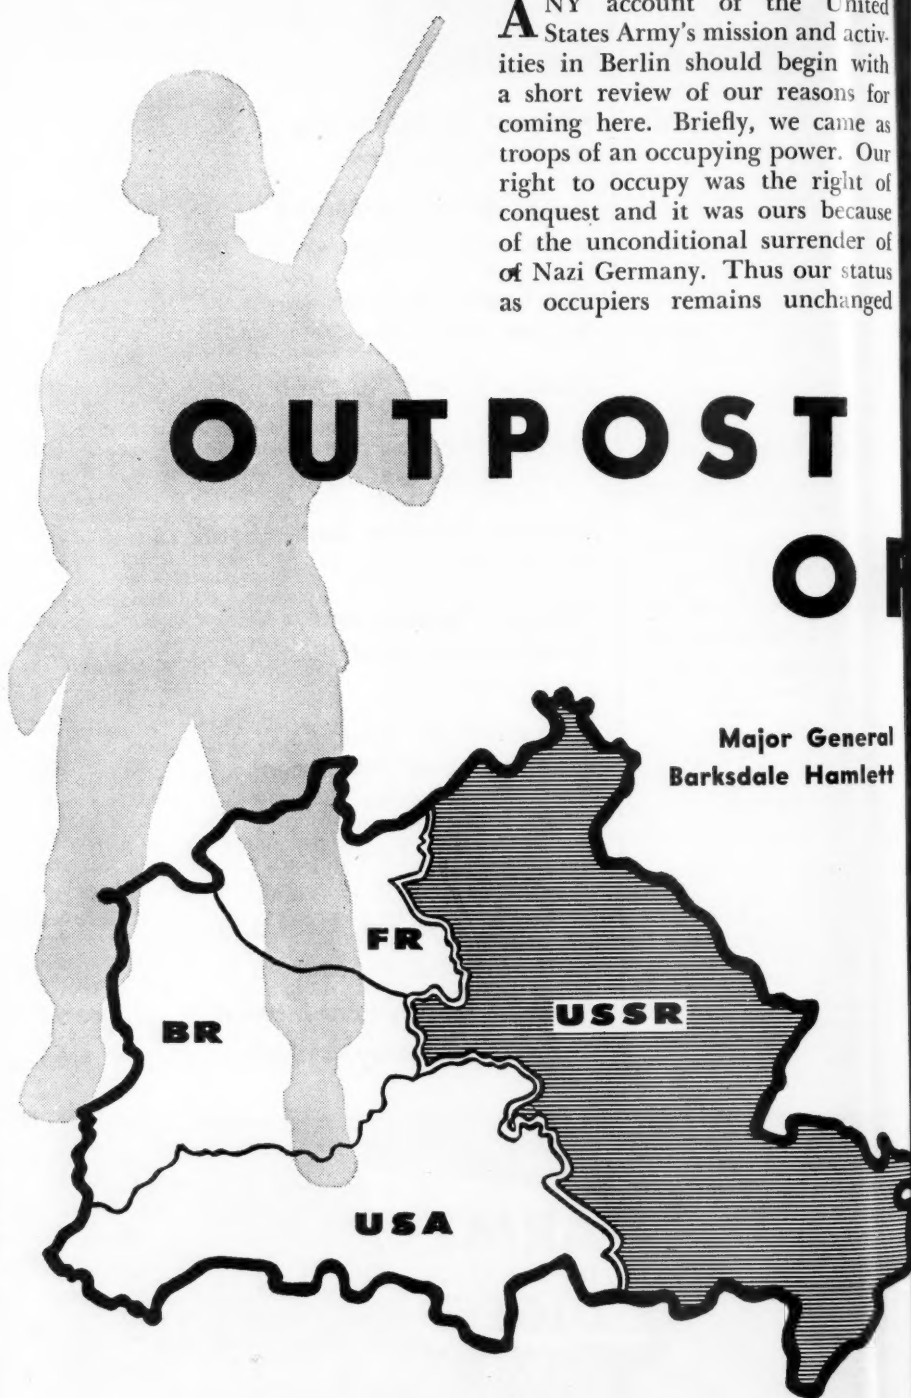 ANY account of the United
States Army's mission and activ-
ities in Berlin should begin with
a short review of our reasons for
coming here. Briefly, we came as
troops of an occupying power. Our
right to occupy was the right of
conquest and it was ours because
of the unconditional surrender of
of Nazi Germany. Thus our status
as occupiers remains unchanged
OUTPOST
Major General
Barksdale Hamlett
FR
USSR
BR
USA